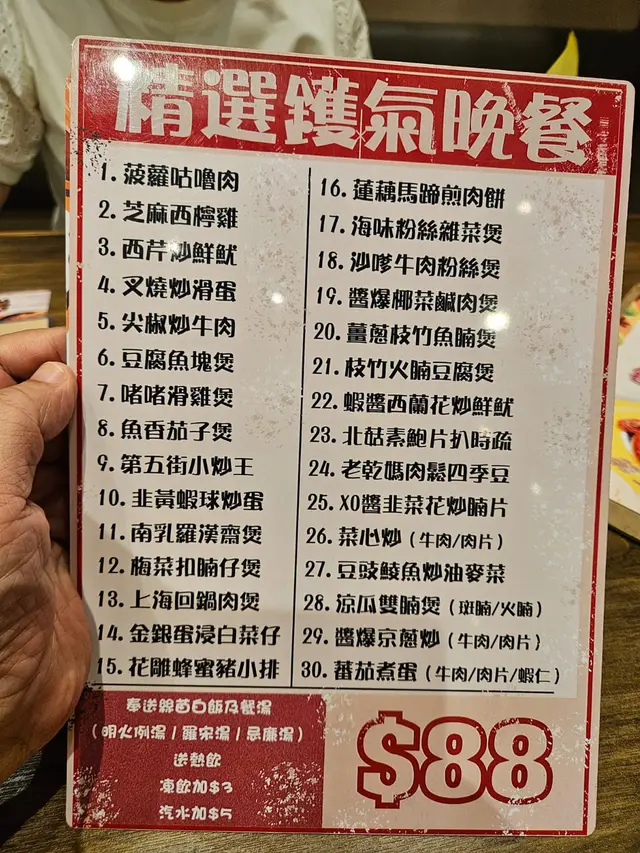 精選鑊氣晚餐
1. 菠蘿咕嚕肉
2. 芝麻西檸雞
3. 西芹炒鮮魷
4. 叉燒炒滑蛋
5. 尖椒炒牛肉
6. 豆腐魚塊煲
7. 啫啫滑雞煲
8. 魚香茄子煲
9. 第五街小炒王
10. 韭黃蝦球炒蛋
11. 南乳羅漢齋煲
12. 梅菜扣腩仔煲
13. 上海回鍋肉煲
14. 金銀蛋浸白菜仔
15. 花雕蜂蜜豬小排
16. 蓮藕馬蹄煎肉餅
17. 海味粉絲雜菜煲
18. 沙嗲牛肉粉絲煲
19. 醬爆椰菜鹹肉煲
20. 薑蔥枝竹魚腩煲
21. 枝竹火腩豆腐煲
22. 蝦醬西蘭花炒鮮魷
23. 北菇素鮑片扒時蔬
24. 老乾媽肉鬆四季豆
25. XO醬韭菜花炒腩片
26. 菜心炒（牛肉/肉片）
27. 豆豉鯪魚炒油麥菜
28. 涼瓜雙腩煲（斑腩/火腩）
29. 醬爆京蔥炒（牛肉/肉片）
30. 蕃茄煮蛋（牛肉/肉片/蝦仁）
奉送錦苗白飯及餐湯
（明火例湯/羅宋湯/忌廉湯）
送熱飲
凍飲加$3
汽水加$5
$88